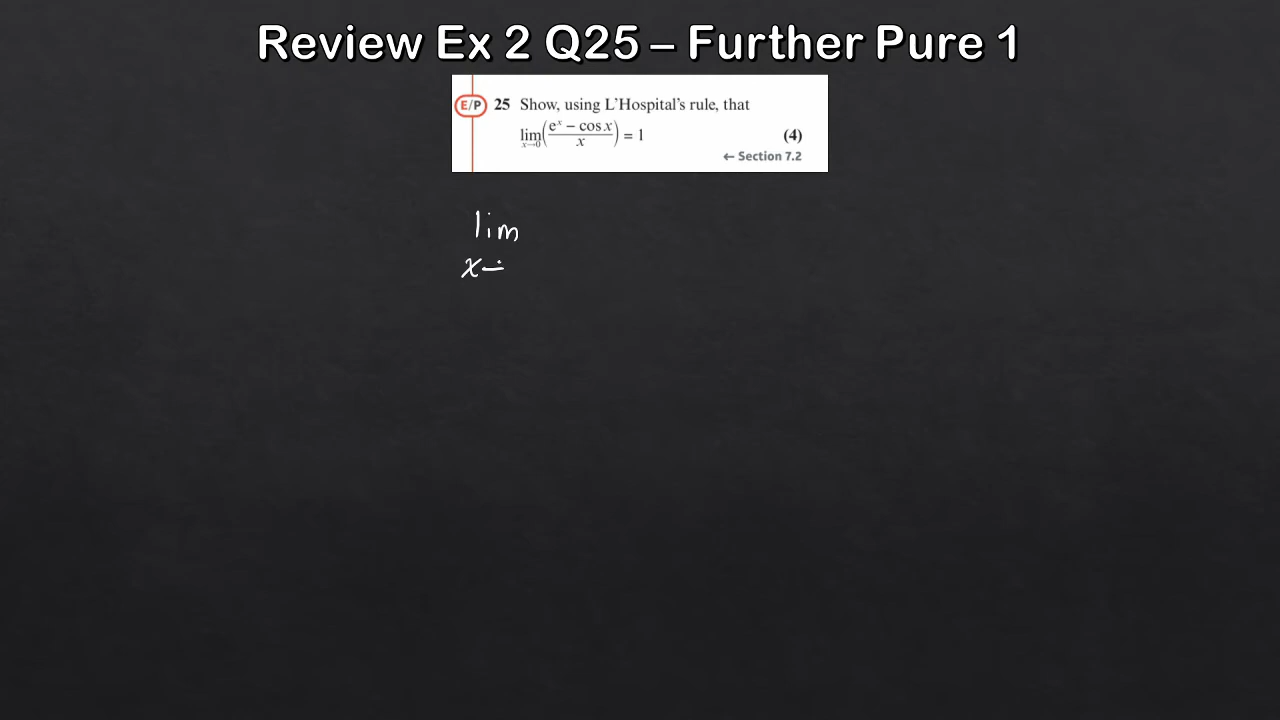 Review Ex 2 Q25 – Further Pure 1
E/P 25 Show, using L'Hospital's rule, that
lim x→0 ((eˣ − cos x)/x) = 1 (4)
← Section 7.2
lim
x−